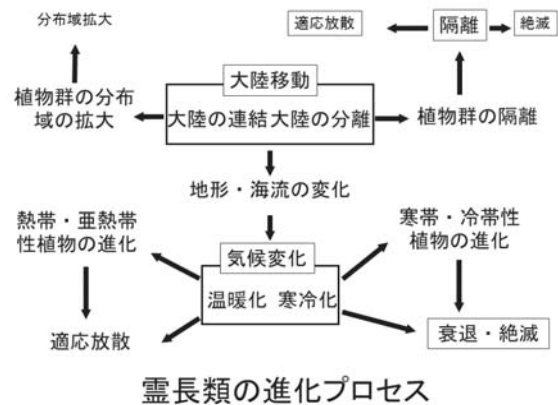 分布域拡大
適応放散
隔離
絶滅
大陸移動
植物群の分布
域の拡大
大陸の連結 大陸の分離
植物群の隔離
地形・海流の変化
熱帯・亜熱帯
性植物の進化
寒帯・冷帯性
植物の進化
気候変化
温暖化 寒冷化
適応放散
衰退・絶滅
霊長類の進化プロセス